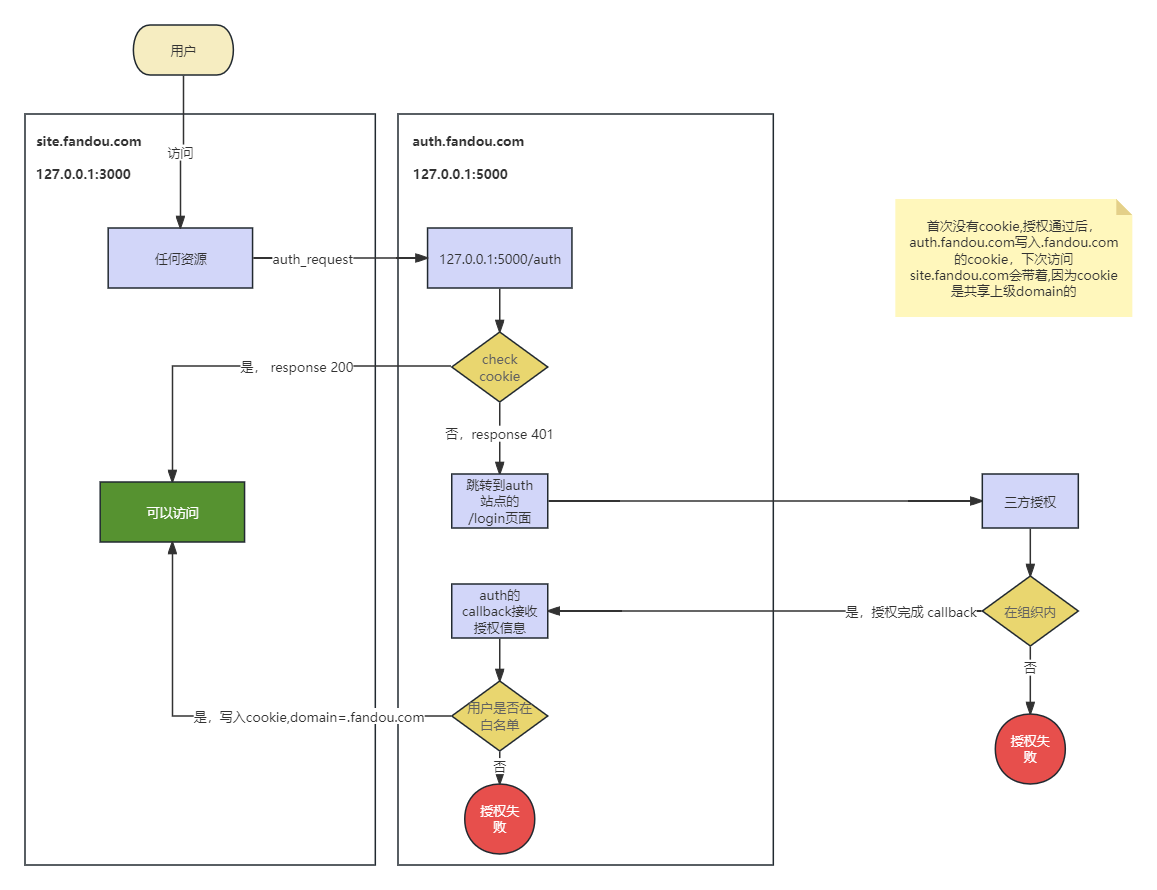 用户
site.fandou.com
127.0.0.1:3000
访问
auth.fandou.com
127.0.0.1:5000
首次没有cookie,授权通过后，
auth.fandou.com写入.fandou.com
的cookie，下次访问
site.fandou.com会带着,因为cookie
是共享上级domain的
任何资源
auth_request
127.0.0.1:5000/auth
check
cookie
是， response 200
否，response 401
跳转到auth
站点的
/login页面
三方授权
可以访问
auth的
callback接收
授权信息
是，授权完成 callback
在组织内
否
用户是否在
白名单
是，写入cookie,domain=.fandou.com
否
授权失
败
授权失
败